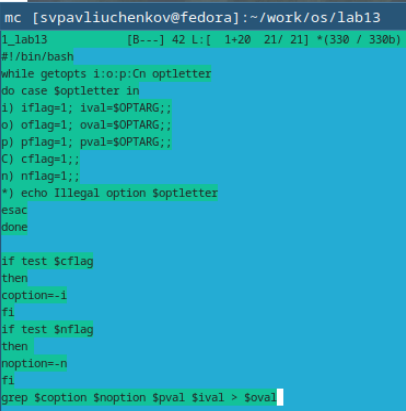 mc [svpavliuchenkov@fedora]:~/work/os/lab13
1_lab13 [B---] 42 L:[ 1+20 21/ 21] *(330 / 330b)
#!/bin/bash
while getopts i:o:p:Cn optletter
do case $optletter in
i) iflag=1; ival=$OPTARG;;
o) oflag=1; oval=$OPTARG;;
p) pflag=1; pval=$OPTARG;;
C) cflag=1;;
n) nflag=1;;
*) echo Illegal option $optletter
esac
done
if test $cflag
then
coption=-i
fi
if test $nflag
then
noption=-n
fi
grep $coption $noption $pval $ival > $oval